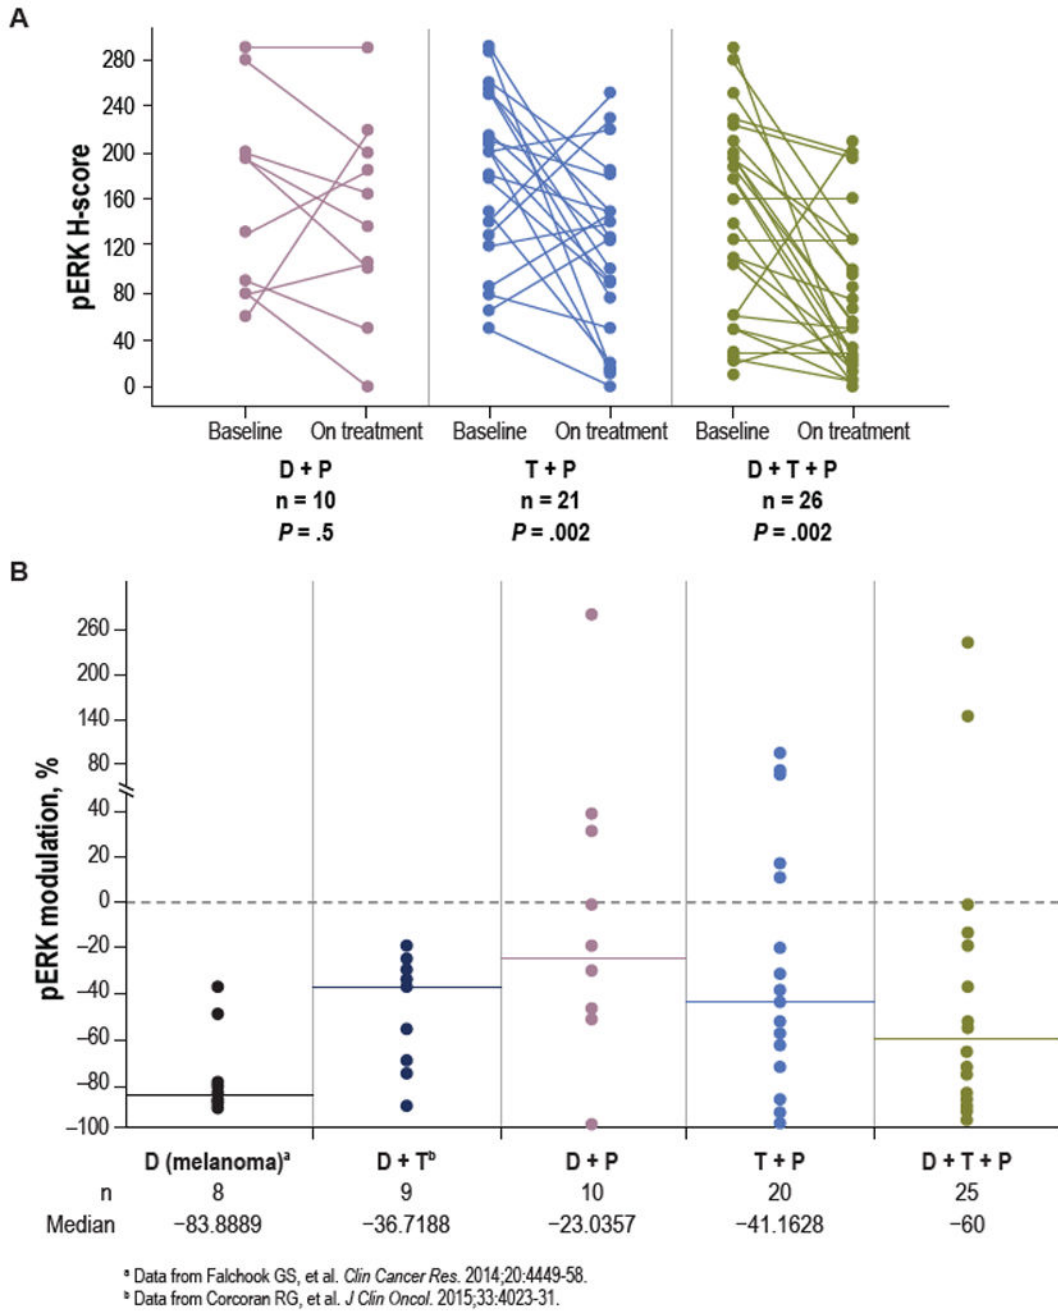 A
pERK H-score
280
240
200
160
120
80
40
0
Baseline On treatment Baseline On treatment Baseline On treatment
D + P T + P D + T + P
n = 10 n = 21 n = 26
P = .5 P = .002 P = .002
B
pERK modulation, %
260
200
140
80
40
20
0
−20
−40
−60
−80
−100
D (melanoma)ᵃ D + Tᵇ D + P T + P D + T + P
n 8 9 10 20 25
Median −83.8889 −36.7188 −23.0357 −41.1628 −60
ᵃ Data from Falchook GS, et al. Clin Cancer Res. 2014;20:4449-58.
ᵇ Data from Corcoran RG, et al. J Clin Oncol. 2015;33:4023-31.